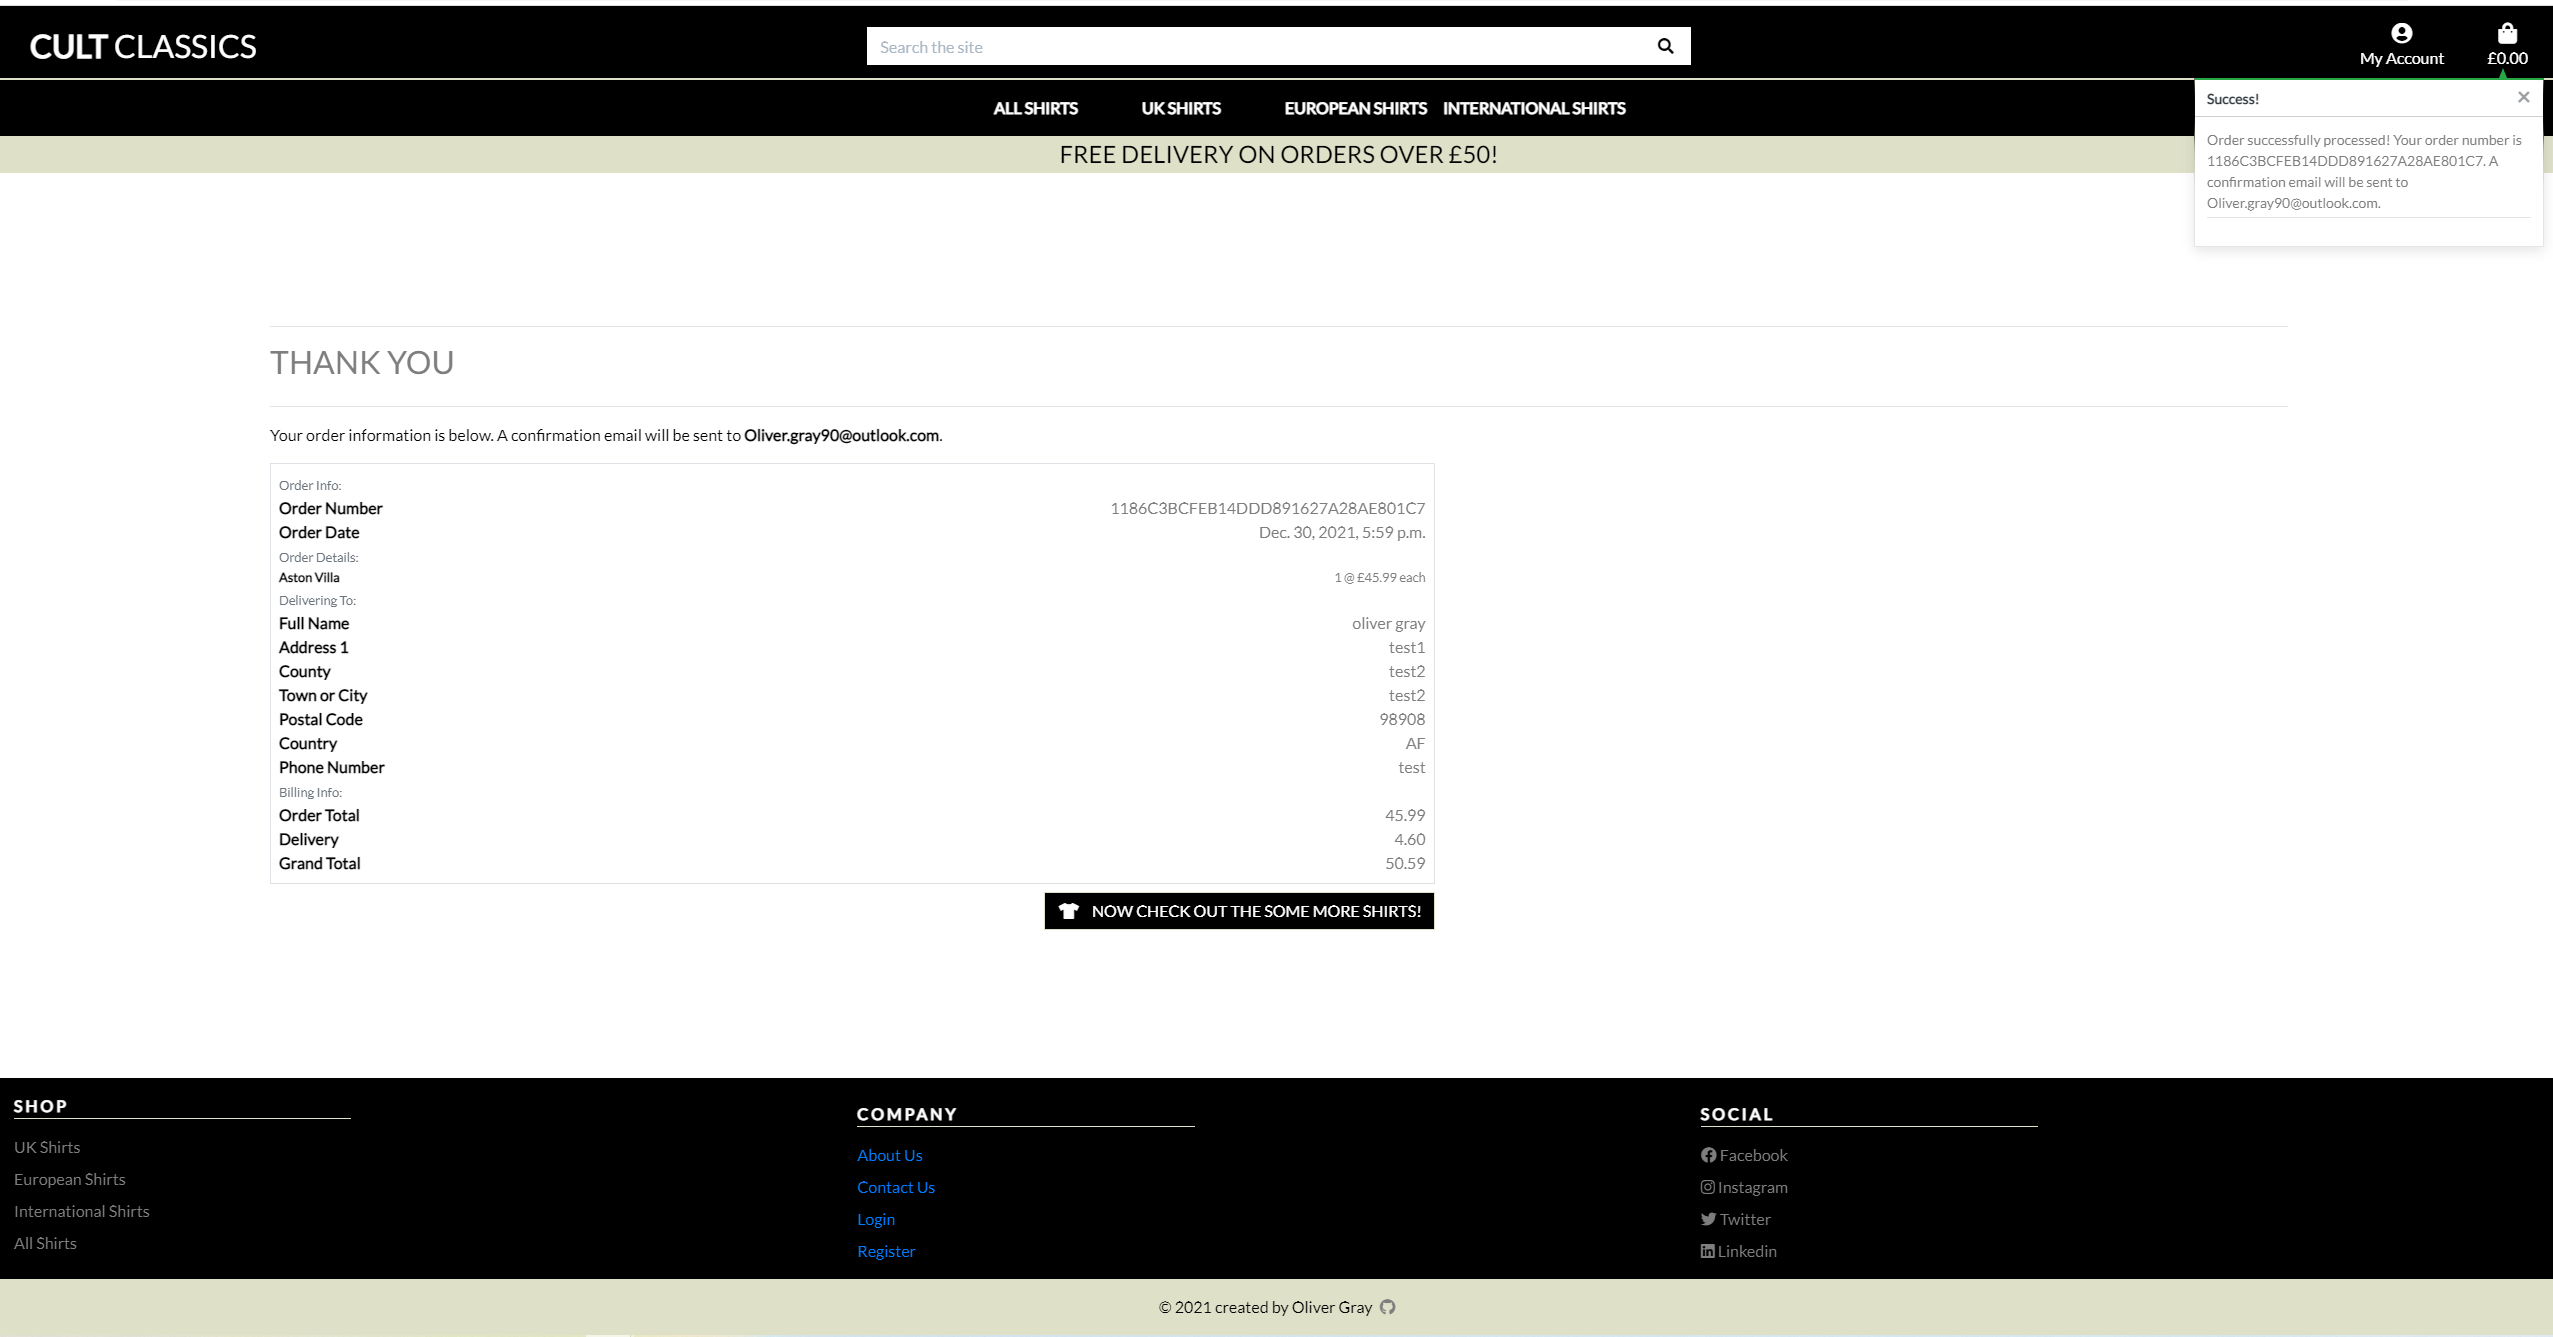 CULT CLASSICS
Search the site
My Account
£0.00
ALL SHIRTS
UK SHIRTS
EUROPEAN SHIRTS
INTERNATIONAL SHIRTS
FREE DELIVERY ON ORDERS OVER £50!
Success!
×
Order successfully processed! Your order number is
1186C3BCFEB14DDD891627A28AE801C7. A
confirmation email will be sent to
Oliver.gray90@outlook.com.
THANK YOU
Your order information is below. A confirmation email will be sent to Oliver.gray90@outlook.com.
Order Info:
Order Number 1186C3BCFEB14DDD891627A28AE801C7
Order Date Dec. 30, 2021, 5:59 p.m.
Order Details:
Aston Villa 1 @ £45.99 each
Delivering To:
Full Name oliver gray
Address 1 test1
County test2
Town or City test2
Postal Code 98908
Country AF
Phone Number test
Billing Info:
Order Total 45.99
Delivery 4.60
Grand Total 50.59
NOW CHECK OUT THE SOME MORE SHIRTS!
SHOP
UK Shirts
European Shirts
International Shirts
All Shirts
COMPANY
About Us
Contact Us
Login
Register
SOCIAL
Facebook
Instagram
Twitter
Linkedin
© 2021 created by Oliver Gray